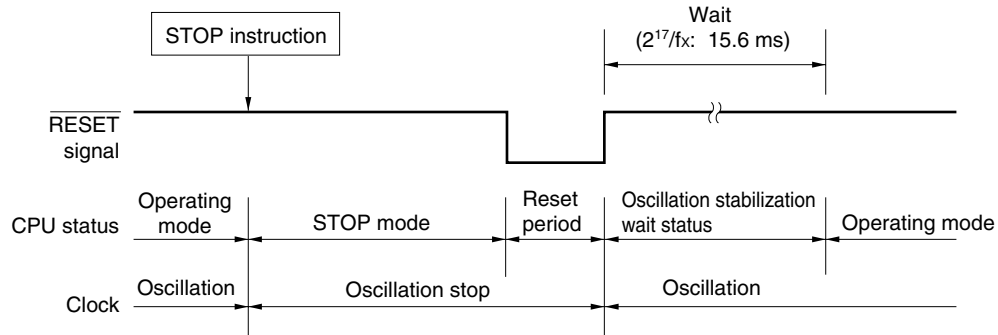 Wait
(2¹⁷/fx: 15.6 ms)
STOP instruction
RESET
signal
CPU status
Operating
mode
STOP mode
Reset
period
Oscillation stabilization
wait status
Operating mode
Clock
Oscillation
Oscillation stop
Oscillation